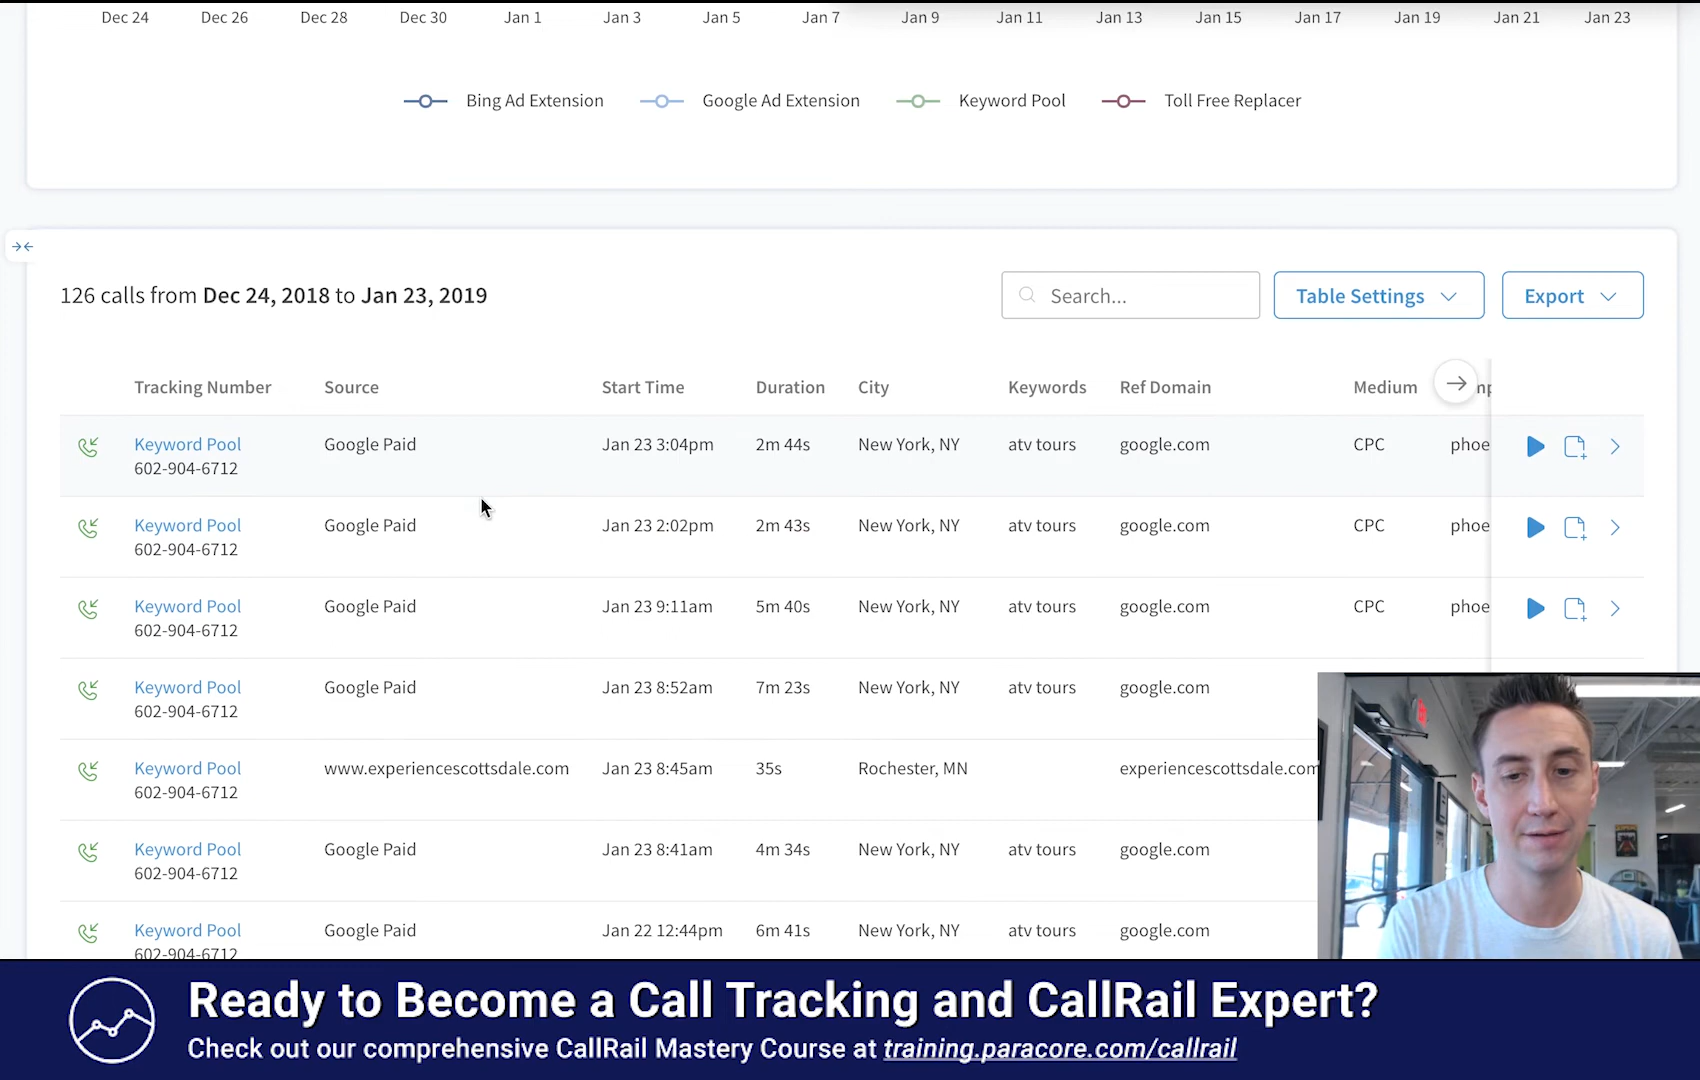 Dec 24 Dec 26 Dec 28 Dec 30 Jan 1 Jan 3 Jan 5 Jan 7 Jan 9 Jan 11 Jan 13 Jan 15 Jan 17 Jan 19 Jan 21 Jan 23
Bing Ad Extension Google Ad Extension Keyword Pool Toll Free Replacer
126 calls from Dec 24, 2018 to Jan 23, 2019 Search... Table Settings Export
Tracking Number Source Start Time Duration City Keywords Ref Domain Medium
Keyword Pool Google Paid Jan 23 3:04pm 2m 44s New York, NY atv tours google.com CPC phoe
602-904-6712
Keyword Pool Google Paid Jan 23 2:02pm 2m 43s New York, NY atv tours google.com CPC phoe
602-904-6712
Keyword Pool Google Paid Jan 23 9:11am 5m 40s New York, NY atv tours google.com CPC phoe
602-904-6712
Keyword Pool Google Paid Jan 23 8:52am 7m 23s New York, NY atv tours google.com
602-904-6712
Keyword Pool www.experiencescottsdale.com Jan 23 8:45am 35s Rochester, MN experiencescottsdale.com
602-904-6712
Keyword Pool Google Paid Jan 23 8:41am 4m 34s New York, NY atv tours google.com
602-904-6712
Keyword Pool Google Paid Jan 22 12:44pm 6m 41s New York, NY atv tours google.com
602-904-6712
Ready to Become a Call Tracking and CallRail Expert?
Check out our comprehensive CallRail Mastery Course at training.paracore.com/callrail